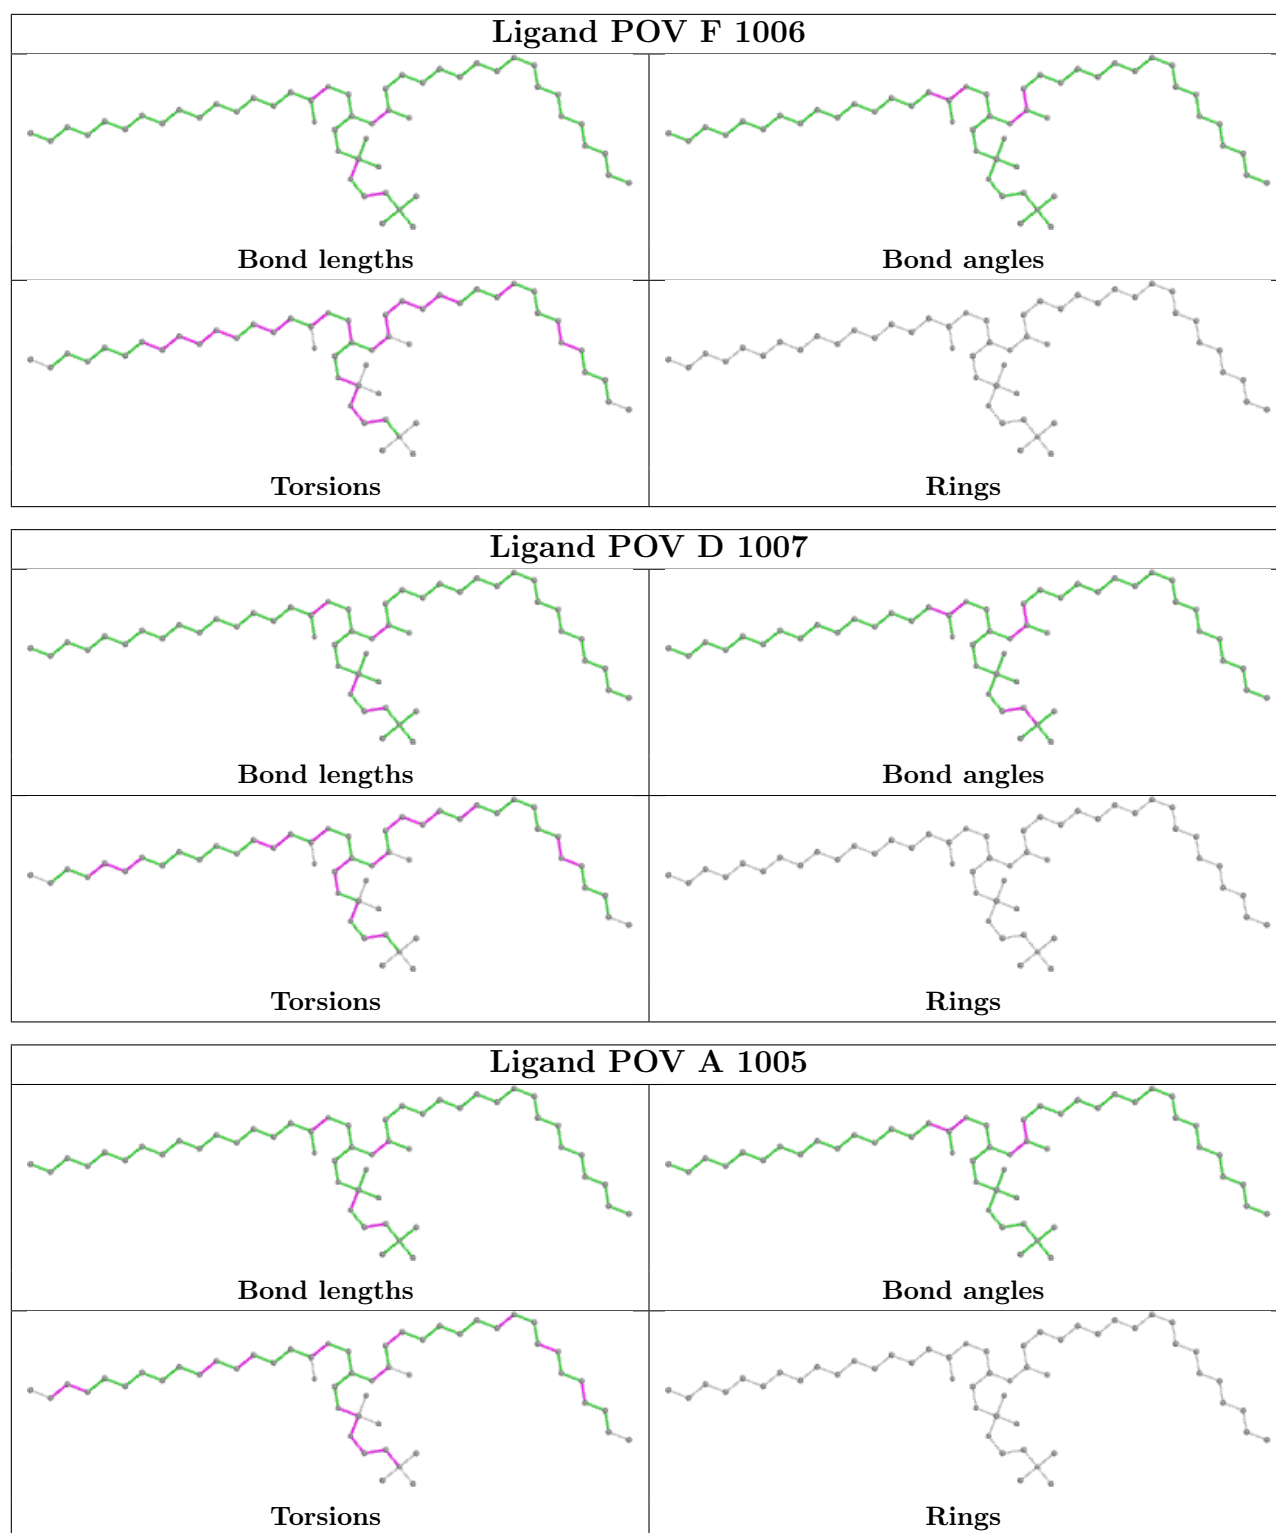 Ligand POV F 1006
Bond lengths
Bond angles
Torsions
Rings
Ligand POV D 1007
Bond lengths
Bond angles
Torsions
Rings
Ligand POV A 1005
Bond lengths
Bond angles
Torsions
Rings